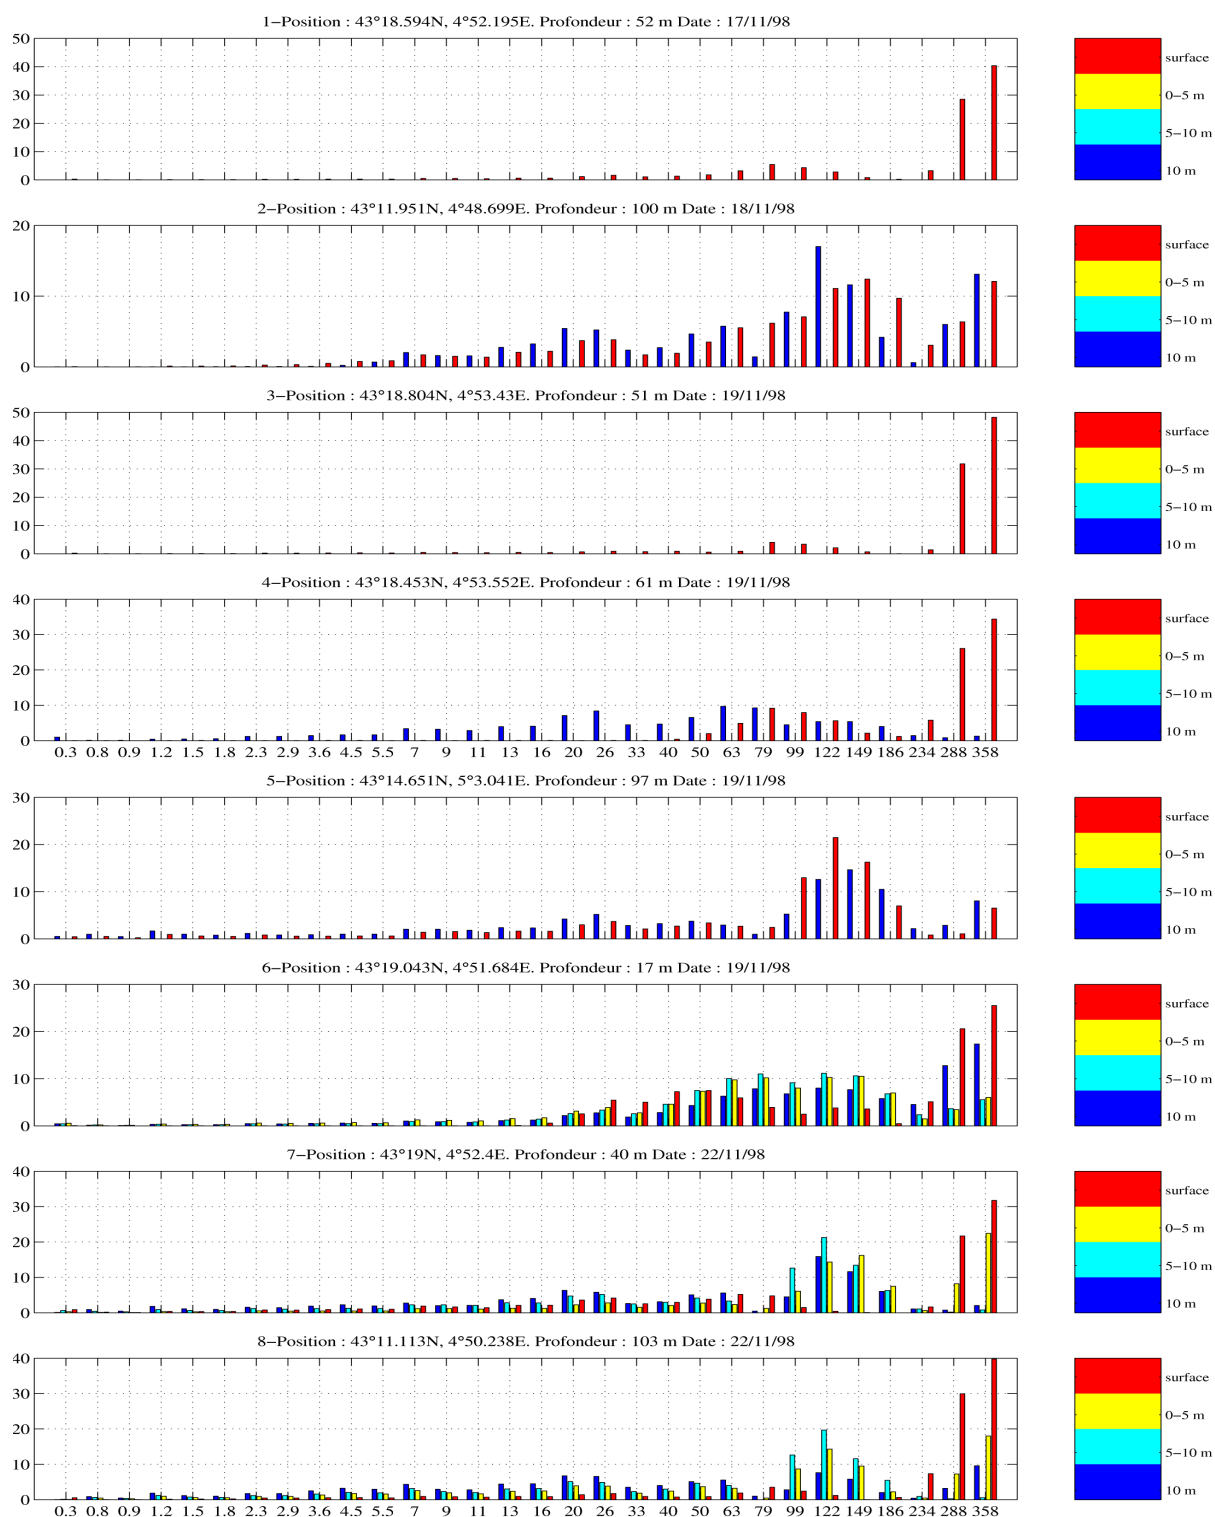 1−Position : 43°18.594N, 4°52.195E. Profondeur : 52 m Date : 17/11/98
50
40
30
20
10
0
surface
0−5 m
5−10 m
10 m
2−Position : 43°11.951N, 4°48.699E. Profondeur : 100 m Date : 18/11/98
20
10
0
surface
0−5 m
5−10 m
10 m
3−Position : 43°18.804N, 4°53.43E. Profondeur : 51 m Date : 19/11/98
50
40
30
20
10
0
surface
0−5 m
5−10 m
10 m
4−Position : 43°18.453N, 4°53.552E. Profondeur : 61 m Date : 19/11/98
40
30
20
10
0
surface
0−5 m
5−10 m
10 m
0.3 0.8 0.9 1.2 1.5 1.8 2.3 2.9 3.6 4.5 5.5 7 9 11 13 16 20 26 33 40 50 63 79 99 122 149 186 234 288 358
5−Position : 43°14.651N, 5°3.041E. Profondeur : 97 m Date : 19/11/98
30
20
10
0
surface
0−5 m
5−10 m
10 m
6−Position : 43°19.043N, 4°51.684E. Profondeur : 17 m Date : 19/11/98
30
20
10
0
surface
0−5 m
5−10 m
10 m
7−Position : 43°19N, 4°52.4E. Profondeur : 40 m Date : 22/11/98
40
30
20
10
0
surface
0−5 m
5−10 m
10 m
8−Position : 43°11.113N, 4°50.238E. Profondeur : 103 m Date : 22/11/98
40
30
20
10
0
surface
0−5 m
5−10 m
10 m
0.3 0.8 0.9 1.2 1.5 1.8 2.3 2.9 3.6 4.5 5.5 7 9 11 13 16 20 26 33 40 50 63 79 99 122 149 186 234 288 358